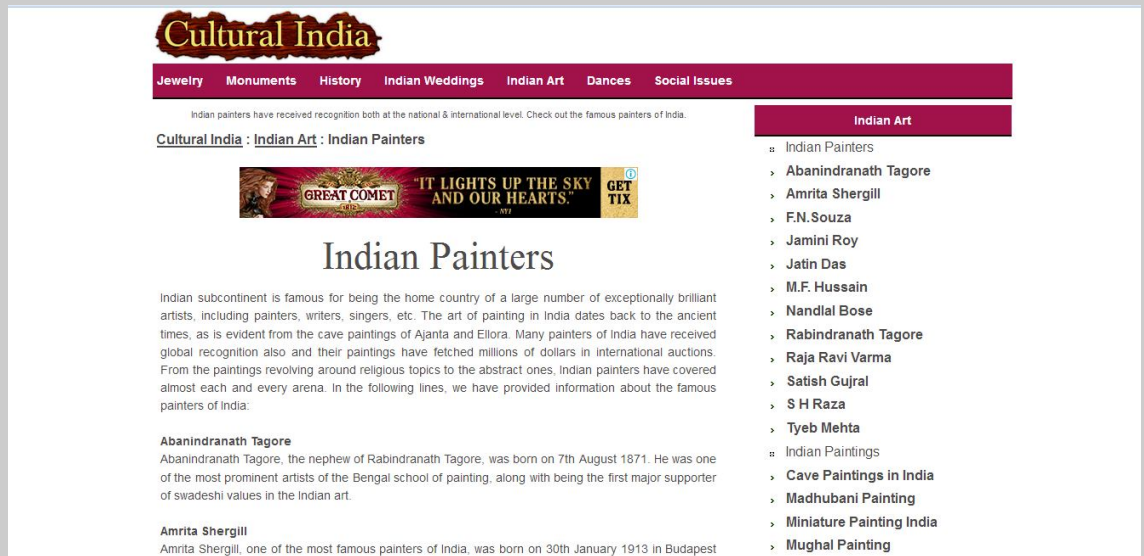 Cultural India
Jewelry Monuments History Indian Weddings Indian Art Dances Social Issues
Indian painters have received recognition both at the national & international level. Check out the famous painters of India.
Cultural India : Indian Art : Indian Painters
GREAT COMET
1812
"IT LIGHTS UP THE SKY
AND OUR HEARTS."
- NY1
GET
TIX
Indian Painters
Indian subcontinent is famous for being the home country of a large number of exceptionally brilliant
artists, including painters, writers, singers, etc. The art of painting in India dates back to the ancient
times, as is evident from the cave paintings of Ajanta and Ellora. Many painters of India have received
global recognition also and their paintings have fetched millions of dollars in international auctions.
From the paintings revolving around religious topics to the abstract ones, Indian painters have covered
almost each and every arena. In the following lines, we have provided information about the famous
painters of India:
Abanindranath Tagore
Abanindranath Tagore, the nephew of Rabindranath Tagore, was born on 7th August 1871. He was one
of the most prominent artists of the Bengal school of painting, along with being the first major supporter
of swadeshi values in the Indian art.
Amrita Shergill
Amrita Shergill, one of the most famous painters of India, was born on 30th January 1913 in Budapest
Indian Art
Indian Painters
Abanindranath Tagore
Amrita Shergill
F.N.Souza
Jamini Roy
Jatin Das
M.F. Hussain
Nandlal Bose
Rabindranath Tagore
Raja Ravi Varma
Satish Gujral
S H Raza
Tyeb Mehta
Indian Paintings
Cave Paintings in India
Madhubani Painting
Miniature Painting India
Mughal Painting